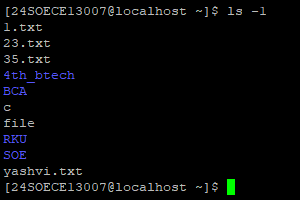 [24SOECE13007@localhost ~]$ ls -1
1.txt
23.txt
35.txt
4th_btech
BCA
c
file
RKU
SOE
yashvi.txt
[24SOECE13007@localhost ~]$